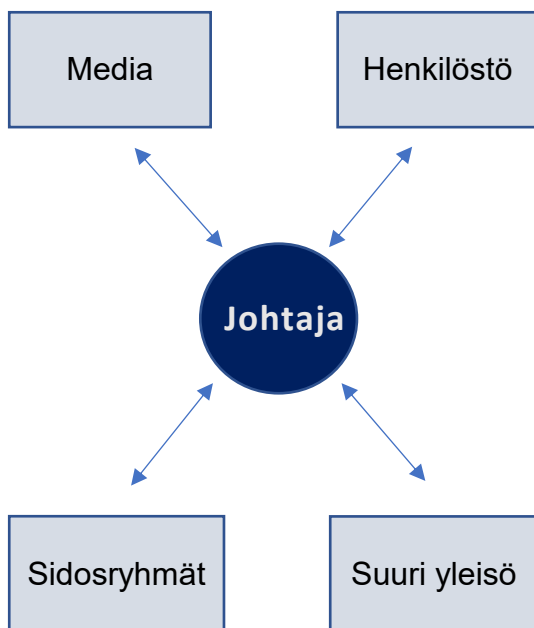 Media
Henkilöstö
Johtaja
Sidosryhmät
Suuri yleisö